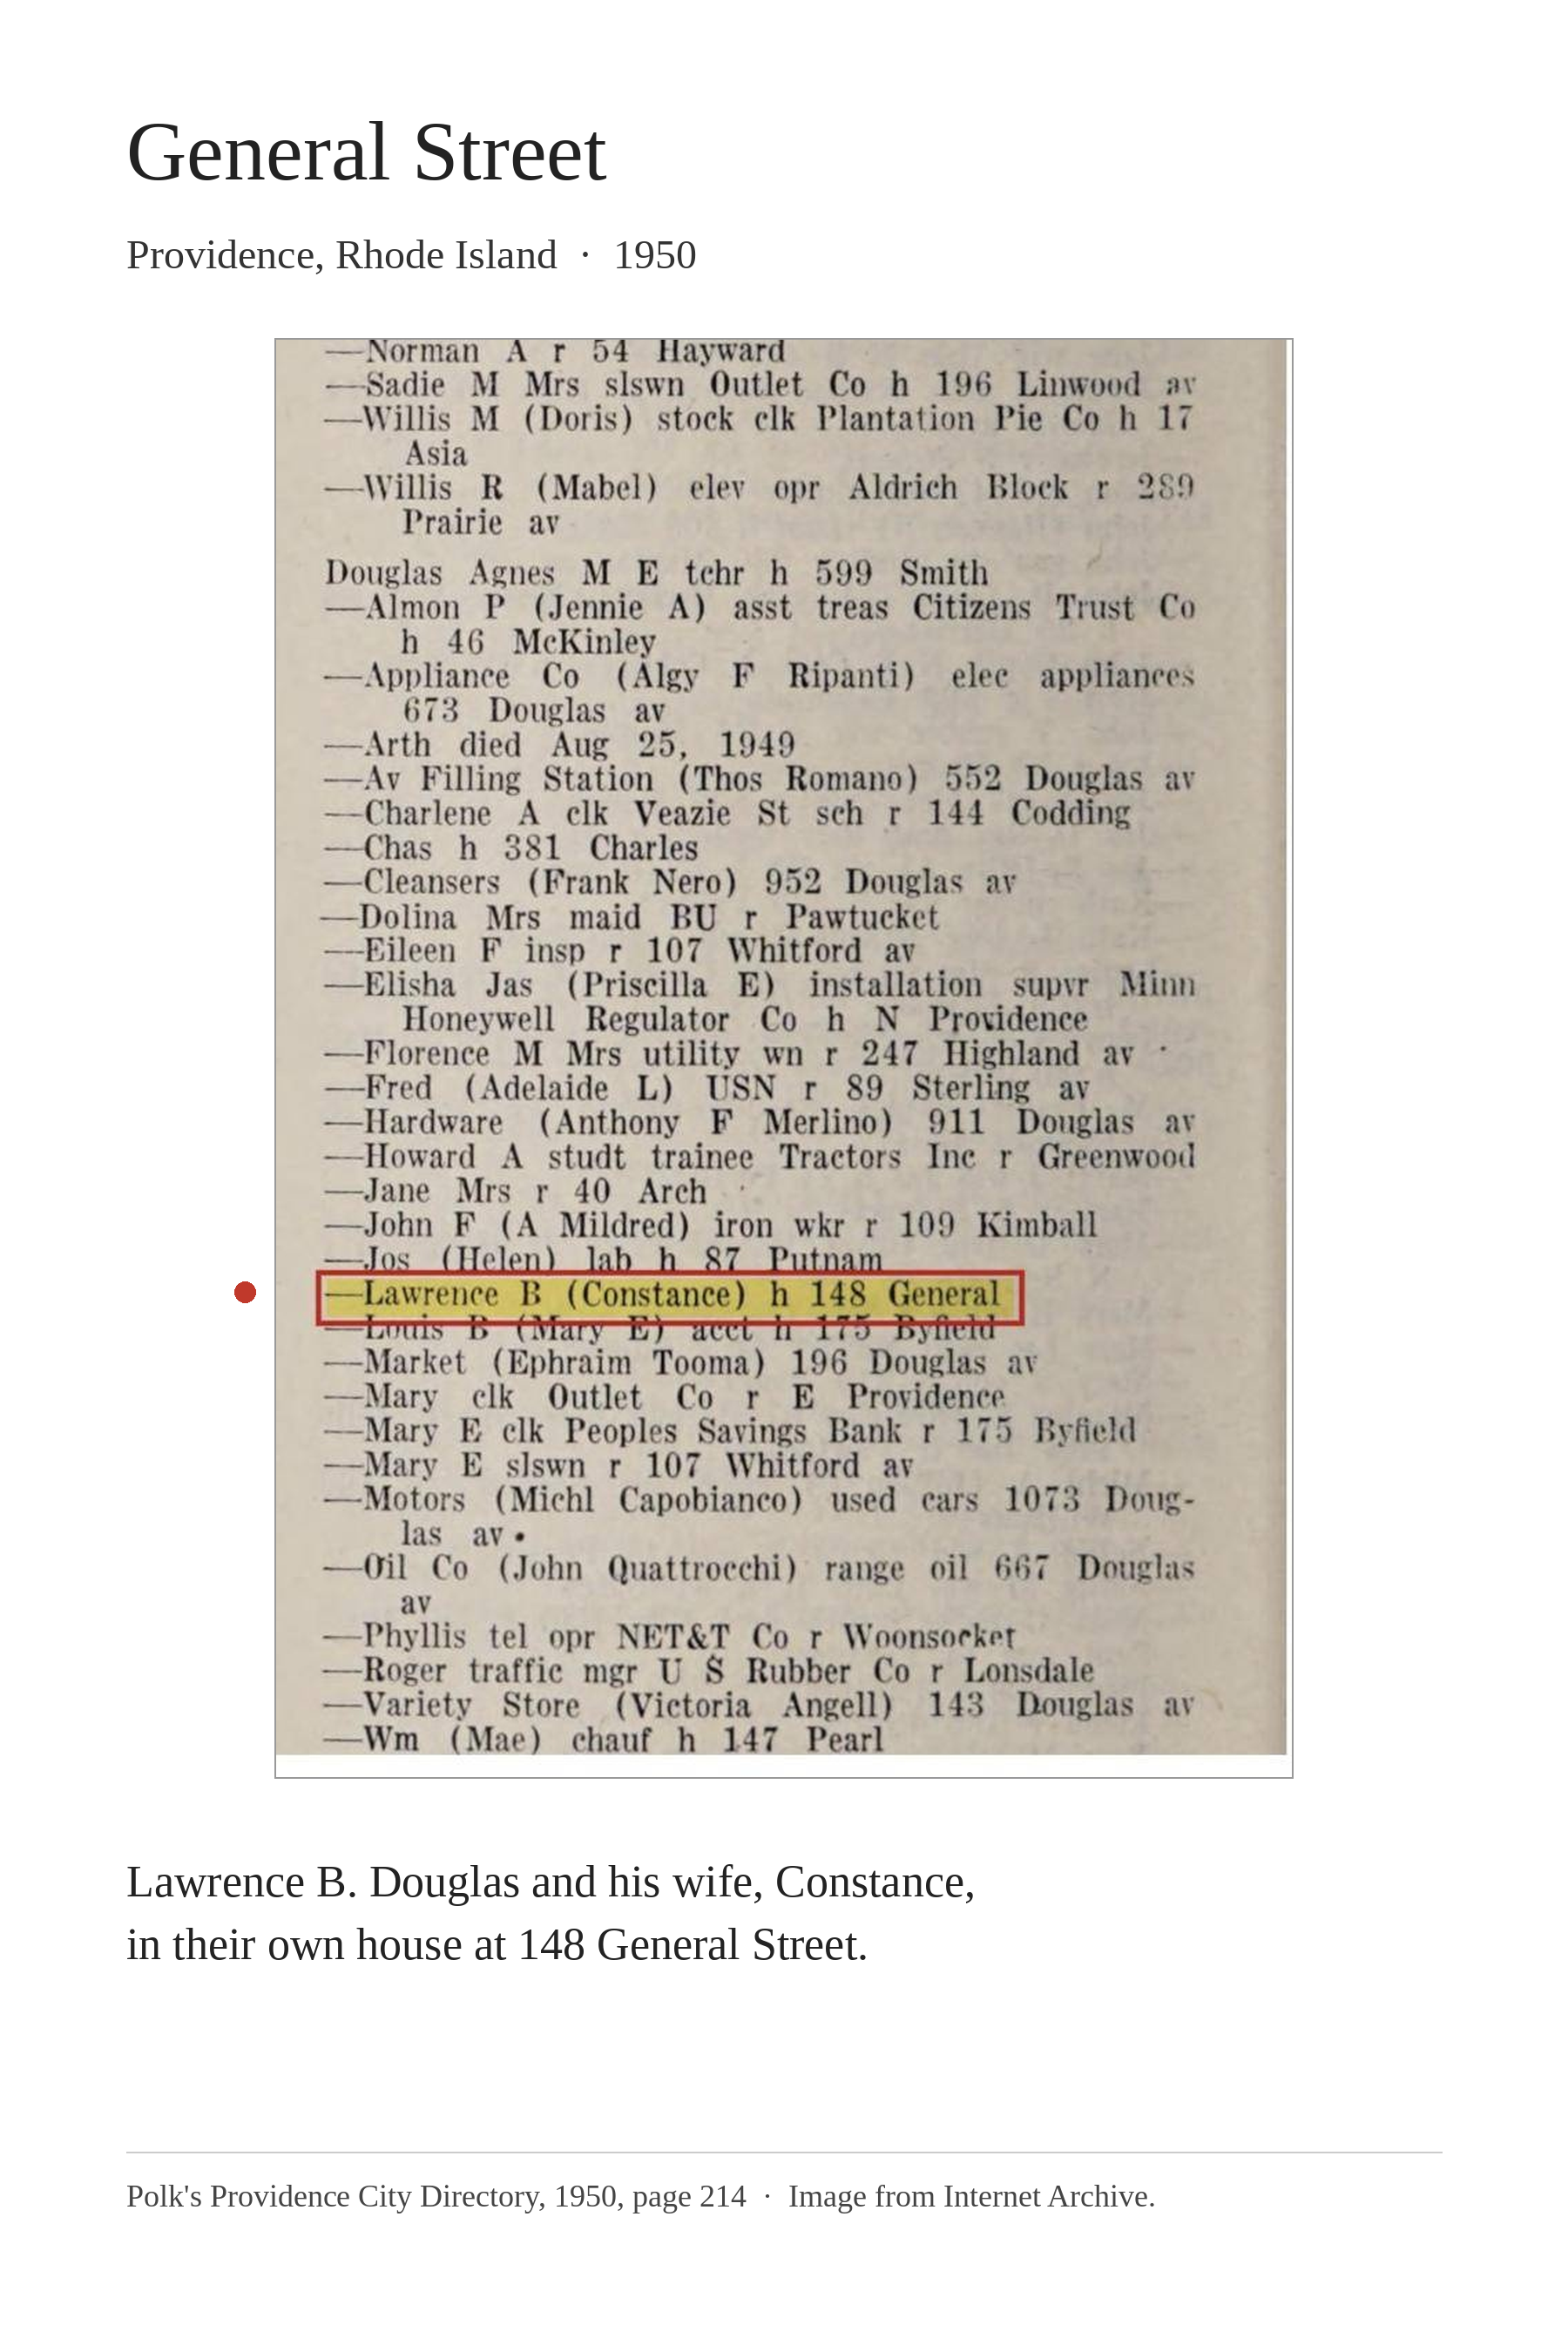 General Street
Providence, Rhode Island · 1950
—Norman A r 54 Hayward
—Sadie M Mrs slswn Outlet Co h 196 Linwood av
—Willis M (Doris) stock clk Plantation Pie Co h 17
Asia
—Willis R (Mabel) elev opr Aldrich Block r 289
Prairie av
Douglas Agnes M E tchr h 599 Smith
—Almon P (Jennie A) asst treas Citizens Trust Co
h 46 McKinley
—Appliance Co (Algy F Ripanti) elec appliances
673 Douglas av
—Arth died Aug 25, 1949
—Av Filling Station (Thos Romano) 552 Douglas av
—Charlene A clk Veazie St sch r 144 Codding
—Chas h 381 Charles
—Cleansers (Frank Nero) 952 Douglas av
—Dolina Mrs maid BU r Pawtucket
—Eileen F insp r 107 Whitford av
—Elisha Jas (Priscilla E) installation supvr Minn
Honeywell Regulator Co h N Providence
—Florence M Mrs utility wn r 247 Highland av
—Fred (Adelaide L) USN r 89 Sterling av
—Hardware (Anthony F Merlino) 911 Douglas av
—Howard A studt trainee Tractors Inc r Greenwood
—Jane Mrs r 40 Arch
—John F (A Mildred) iron wkr r 109 Kimball
—Jos (Helen) lab h 87 Putnam
—Lawrence B (Constance) h 148 General
—Louis B (Mary E) acct h 175 Byfield
—Market (Ephraim Tooma) 196 Douglas av
—Mary clk Outlet Co r E Providence
—Mary E clk Peoples Savings Bank r 175 Byfield
—Mary E slswn r 107 Whitford av
—Motors (Michl Capobianco) used cars 1073 Doug-
las av
—Oil Co (John Quattrocchi) range oil 667 Douglas
av
—Phyllis tel opr NET&T Co r Woonsocket
—Roger traffic mgr U S Rubber Co r Lonsdale
—Variety Store (Victoria Angell) 143 Douglas av
—Wm (Mae) chauf h 147 Pearl
Lawrence B. Douglas and his wife, Constance,
in their own house at 148 General Street.
Polk's Providence City Directory, 1950, page 214 · Image from Internet Archive.